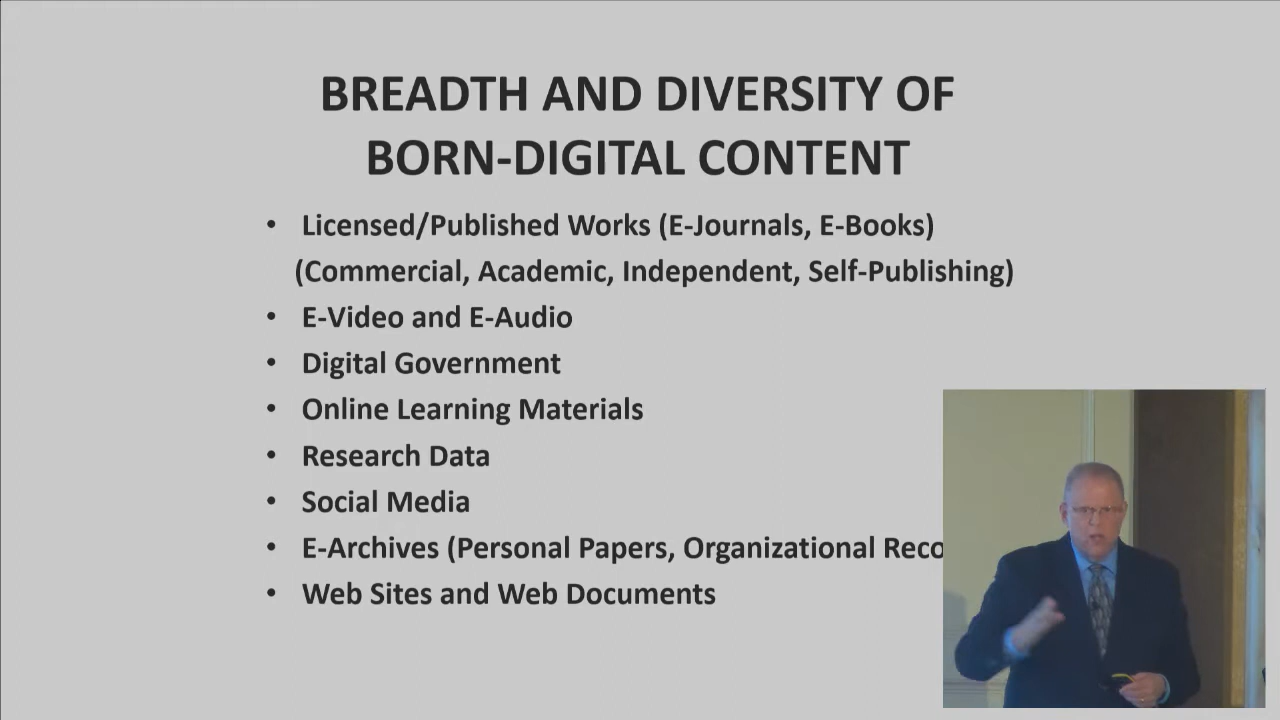 BREADTH AND DIVERSITY OF
BORN-DIGITAL CONTENT
• Licensed/Published Works (E-Journals, E-Books)
(Commercial, Academic, Independent, Self-Publishing)
• E-Video and E-Audio
• Digital Government
• Online Learning Materials
• Research Data
• Social Media
• E-Archives (Personal Papers, Organizational Reco
• Web Sites and Web Documents